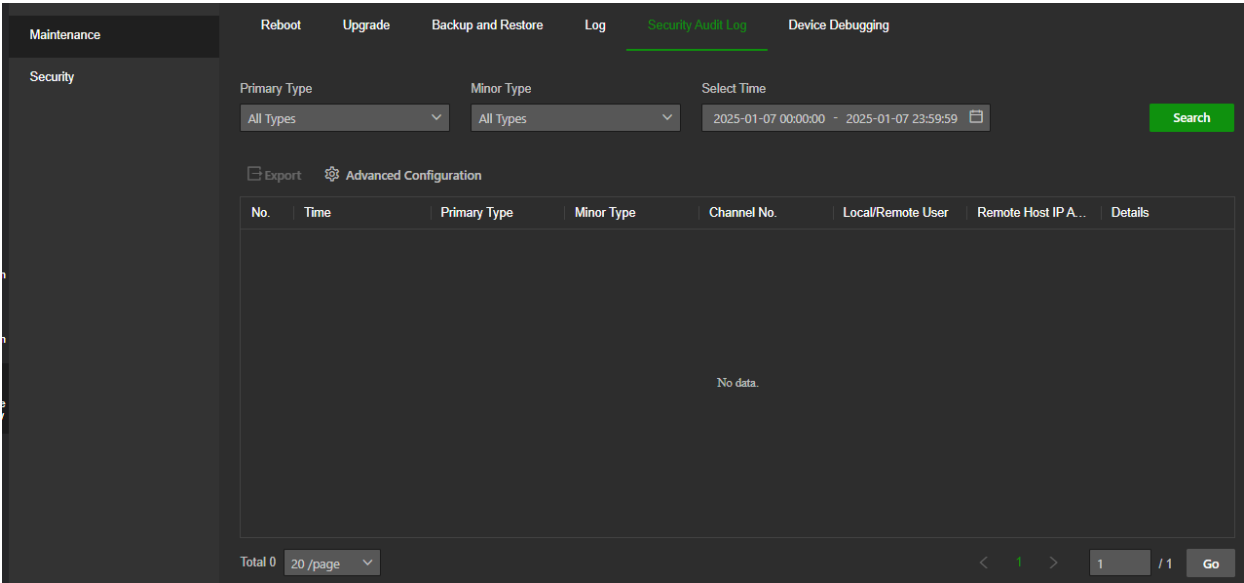 Maintenance
Security
Reboot Upgrade Backup and Restore Log Security Audit Log Device Debugging
Primary Type Minor Type Select Time
All Types All Types 2025-01-07 00:00:00 - 2025-01-07 23:59:59 Search
Export Advanced Configuration
No. Time Primary Type Minor Type Channel No. Local/Remote User Remote Host IP A... Details
No data.
Total 0 20 /page < 1 > 1 / 1 Go